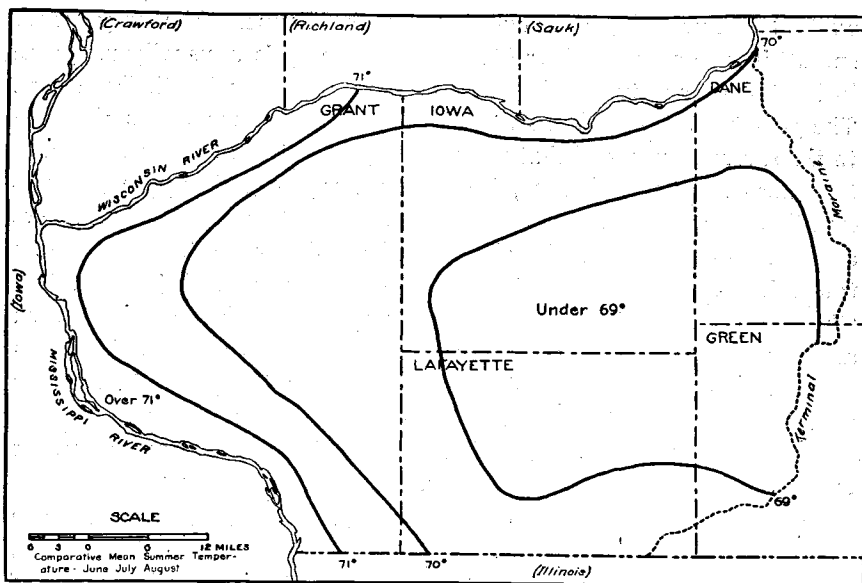 (Crawford)
(Richland)
(Sauk)
70°
71°
GRANT
IOWA
DANE
WISCONSIN RIVER
Moraine
(Iowa)
Under 69°
GREEN
LAFAYETTE
MISSISSIPPI
RIVER
Over 71°
Terminal
SCALE
6 3 0 6 12 MILES
Comparative Mean Summer Temper-
ature - June July August
69°
71°
70°
(Illinois)